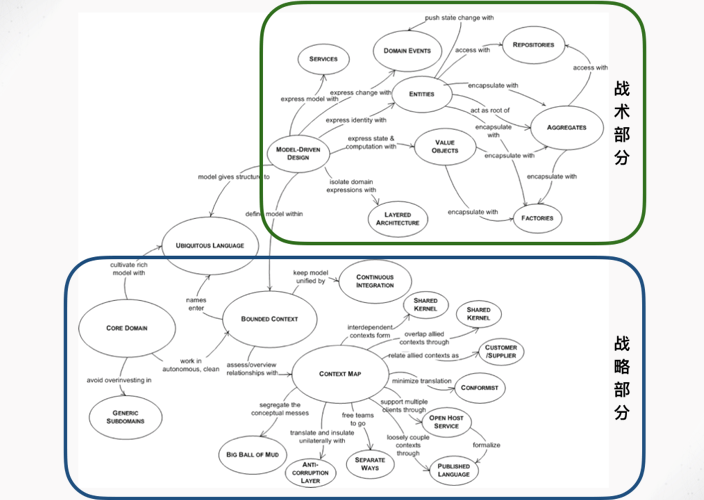 push state change with
SERVICES
DOMAIN EVENTS
access with
REPOSITORIES
access with
express model with
express change with
ENTITIES
encapsulate with
act as root of
express identity with
encapsulate
with
AGGREGATES
MODEL-DRIVEN
DESIGN
express state &
computation with
VALUE
OBJECTS
encapsulate with
model gives structure to
isolate domain
expressions with
encapsulate with
define model within
LAYERED
ARCHITECTURE
encapsulate with
FACTORIES
战
术
部
分
UBIQUITOUS LANGUAGE
cultivate rich
model with
keep model
unified by
CONTINUOUS
INTEGRATION
names
enter
BOUNDED CONTEXT
SHARED
KERNEL
SHARED
KERNEL
CORE DOMAIN
interdependent
contexts form
overlap allied
contexts through
work in
autonomous, clean
assess/overview
relationships with
relate allied contexts as
CUSTOMER
/SUPPLIER
CONTEXT MAP
minimize translation
CONFORMIST
avoid overinvesting in
GENERIC
SUBDOMAINS
segregate the
conceptual messes
free teams
to go
support multiple
clients through
OPEN HOST
SERVICE
translate and insulate
unilaterally with
loosely couple
contexts
through
formalize
BIG BALL OF MUD
ANTI-
CORRUPTION
LAYER
SEPARATE
WAYS
PUBLISHED
LANGUAGE
战
略
部
分